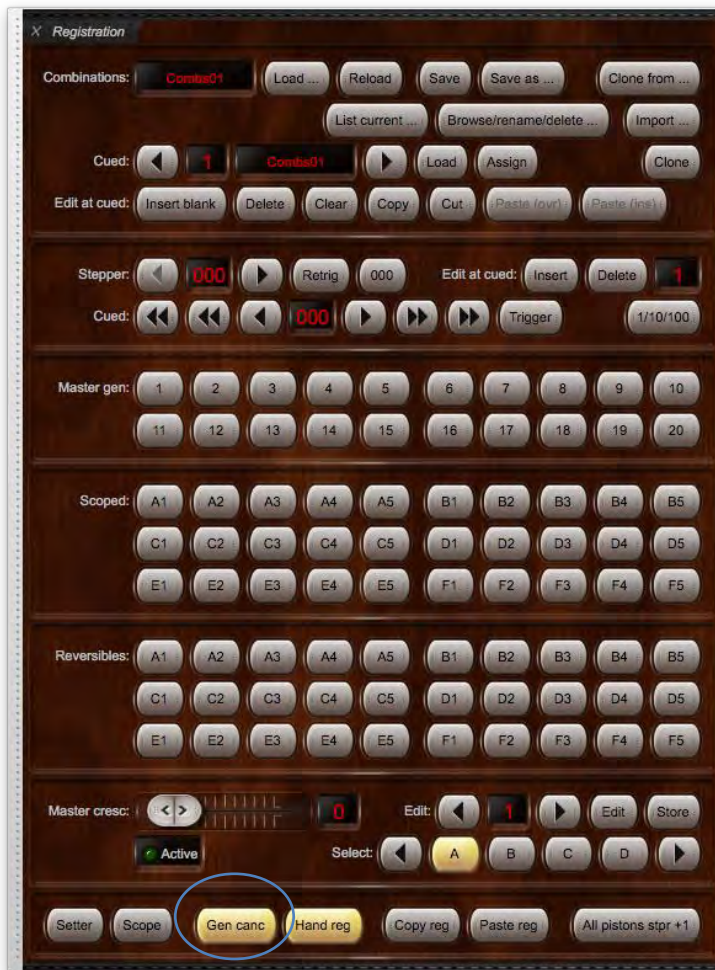 X Registration
Combinations: Combs01 Load ... Reload Save Save as ... Clone from ...
List current ... Browse/rename/delete ... Import ...
Cued: 1 Combs01 Load Assign Clone
Edit at cued: Insert blank Delete Clear Copy Cut Paste (ovr) Paste (ins)
Stepper: 000 Retrig 000 Edit at cued: Insert Delete 1
Cued: 000 Trigger 1/10/100
Master gen: 1 2 3 4 5 6 7 8 9 10
11 12 13 14 15 16 17 18 19 20
Scoped: A1 A2 A3 A4 A5 B1 B2 B3 B4 B5
C1 C2 C3 C4 C5 D1 D2 D3 D4 D5
E1 E2 E3 E4 E5 F1 F2 F3 F4 F5
Reversibles: A1 A2 A3 A4 A5 B1 B2 B3 B4 B5
C1 C2 C3 C4 C5 D1 D2 D3 D4 D5
E1 E2 E3 E4 E5 F1 F2 F3 F4 F5
Master cresc: < > 0 Edit: 1 Edit Store
Active Select: A B C D
Setter Scope Gen canc Hand reg Copy reg Paste reg All pistons stpr +1